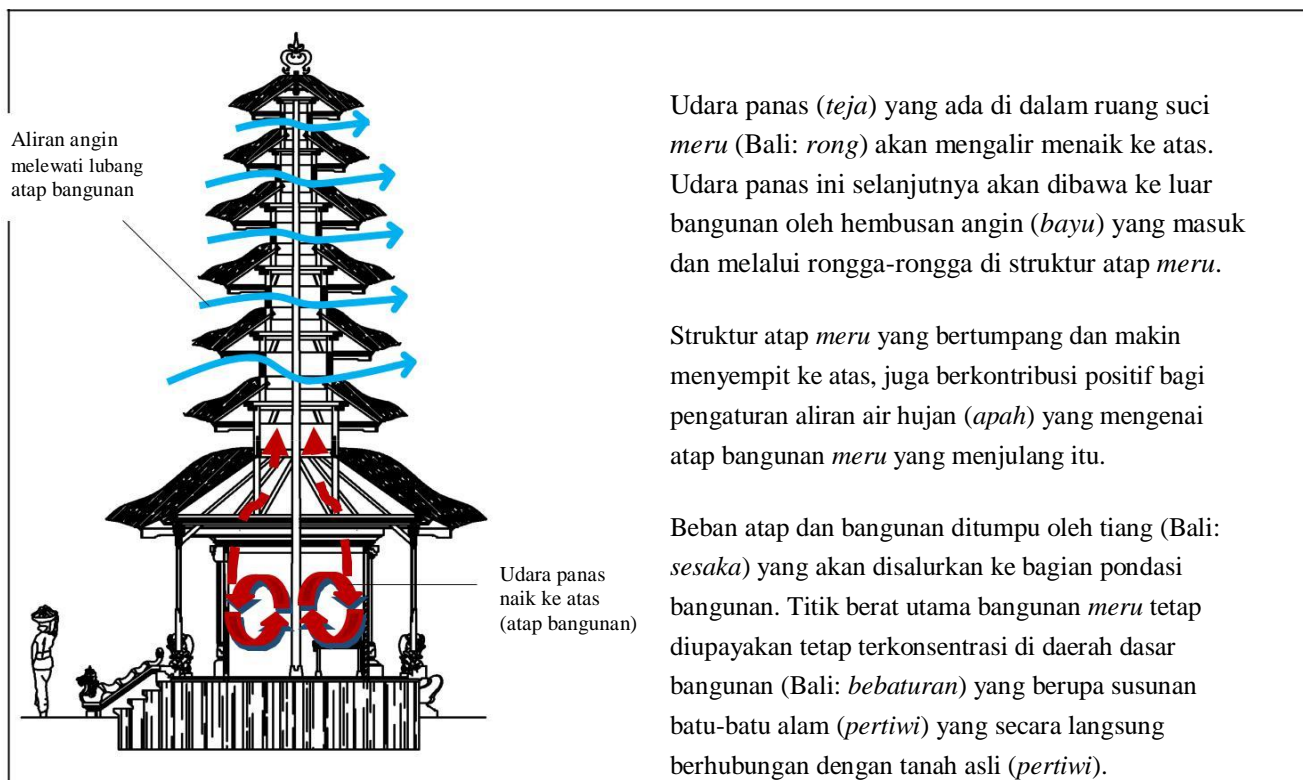 Aliran angin
melewati lubang
atap bangunan
Udara panas
naik ke atas
(atap bangunan)
Udara panas (teja) yang ada di dalam ruang suci
meru (Bali: rong) akan mengalir menaik ke atas.
Udara panas ini selanjutnya akan dibawa ke luar
bangunan oleh hembusan angin (bayu) yang masuk
dan melalui rongga-rongga di struktur atap meru.
Struktur atap meru yang bertumpang dan makin
menyempit ke atas, juga berkontribusi positif bagi
pengaturan aliran air hujan (apah) yang mengenai
atap bangunan meru yang menjulang itu.
Beban atap dan bangunan ditumpu oleh tiang (Bali:
sesaka) yang akan disalurkan ke bagian pondasi
bangunan. Titik berat utama bangunan meru tetap
diupayakan tetap terkonsentrasi di daerah dasar
bangunan (Bali: bebaturan) yang berupa susunan
batu-batu alam (pertiwi) yang secara langsung
berhubungan dengan tanah asli (pertiwi).